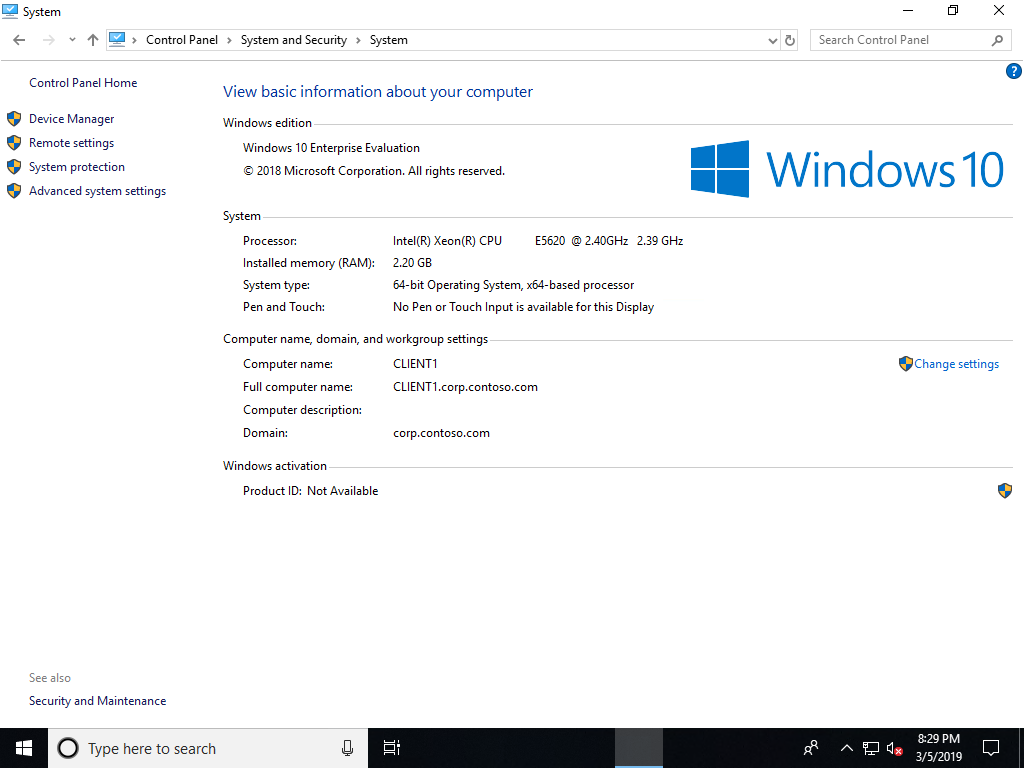 System
Control Panel > System and Security > System
Search Control Panel
?
Control Panel Home
Device Manager
Remote settings
System protection
Advanced system settings
View basic information about your computer
Windows edition
Windows 10 Enterprise Evaluation
© 2018 Microsoft Corporation. All rights reserved.
Windows 10
System
Processor: Intel(R) Xeon(R) CPU E5620 @ 2.40GHz 2.39 GHz
Installed memory (RAM): 2.20 GB
System type: 64-bit Operating System, x64-based processor
Pen and Touch: No Pen or Touch Input is available for this Display
Computer name, domain, and workgroup settings
Computer name: CLIENT1
Change settings
Full computer name: CLIENT1.corp.contoso.com
Computer description:
Domain: corp.contoso.com
Windows activation
Product ID: Not Available
See also
Security and Maintenance
Type here to search
8:29 PM
3/5/2019